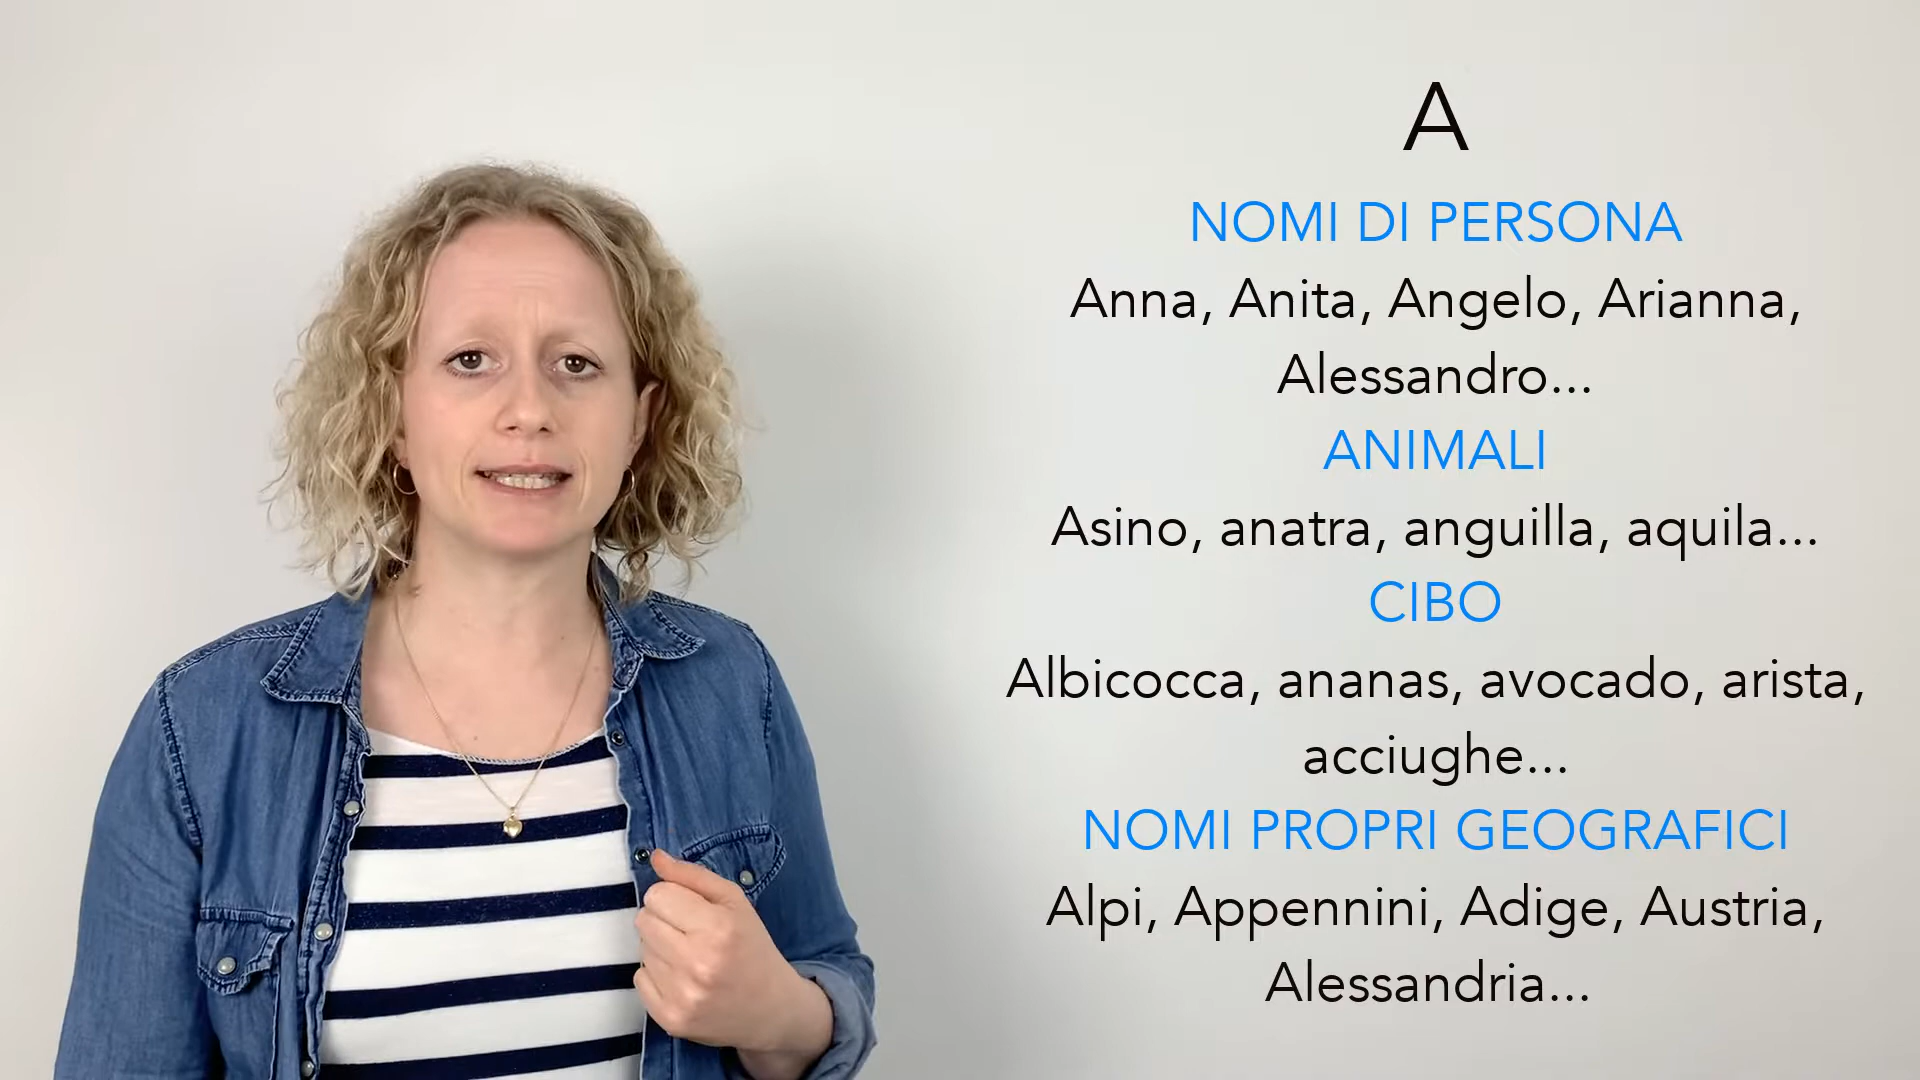 A
NOMI DI PERSONA
Anna, Anita, Angelo, Arianna,
Alessandro...
ANIMALI
Asino, anatra, anguilla, aquila...
CIBO
Albicocca, ananas, avocado, arista,
acciughe...
NOMI PROPRI GEOGRAFICI
Alpi, Appennini, Adige, Austria,
Alessandria...